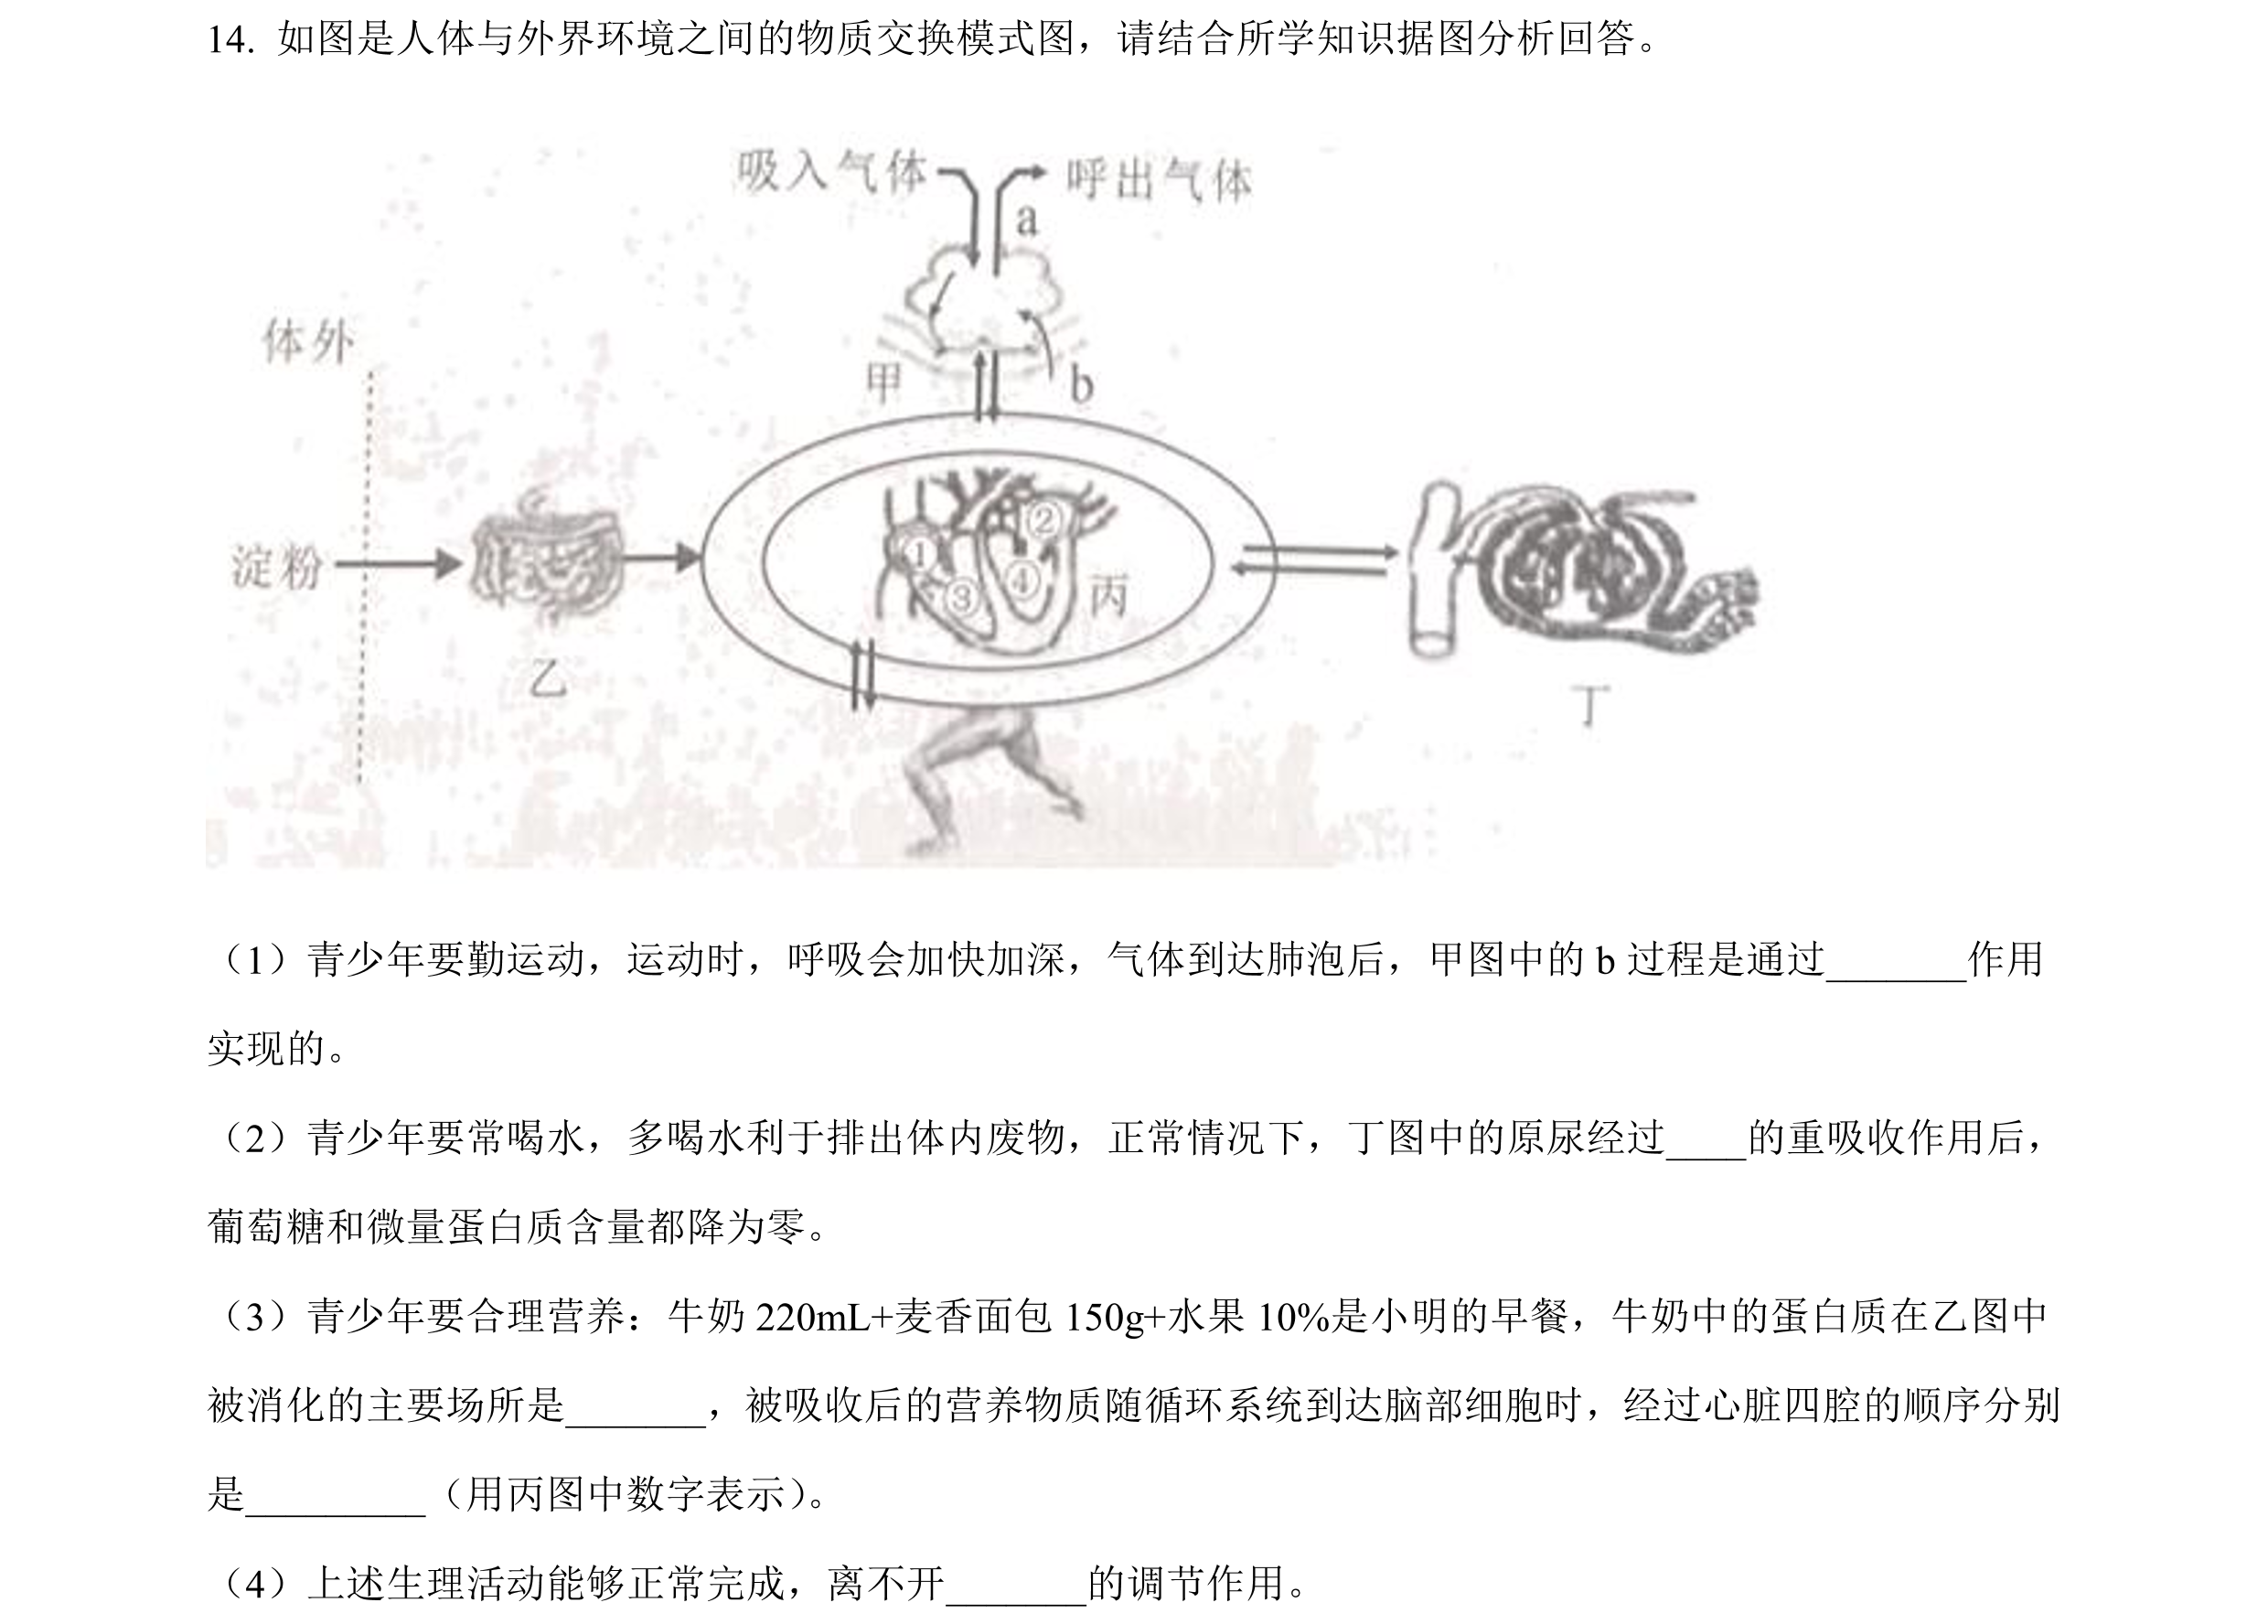 14. 如图是人体与外界环境之间的物质交换模式图，请结合所学知识据图分析回答。
吸入气体
呼出气体
a
体外
甲
b
淀粉
①
②
③
④
丙
乙
丁
（1）青少年要勤运动，运动时，呼吸会加快加深，气体到达肺泡后，甲图中的 b 过程是通过_______作用
实现的。
（2）青少年要常喝水，多喝水利于排出体内废物，正常情况下，丁图中的原尿经过____的重吸收作用后，
葡萄糖和微量蛋白质含量都降为零。
（3）青少年要合理营养：牛奶 220mL+麦香面包 150g+水果 10%是小明的早餐，牛奶中的蛋白质在乙图中
被消化的主要场所是_______，被吸收后的营养物质随循环系统到达脑部细胞时，经过心脏四腔的顺序分别
是_________（用丙图中数字表示）。
（4）上述生理活动能够正常完成，离不开_______的调节作用。